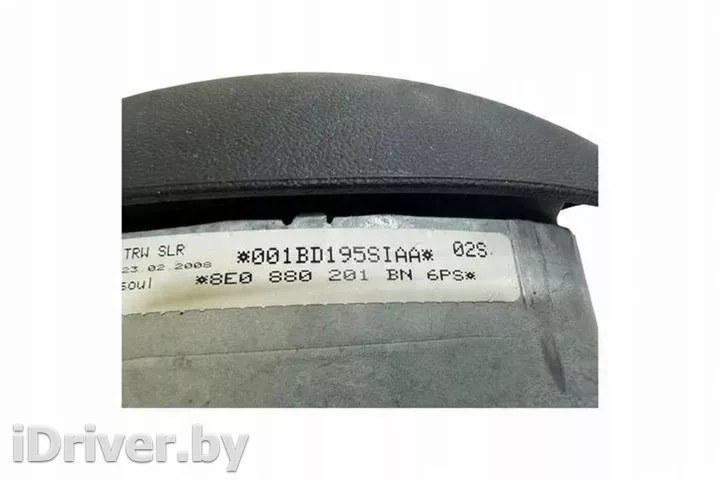 TRW SLR *001BD195SIAA* 02S
23.02.2008 *8E0 880 201 BN 6PS*
soul
iDriver.by